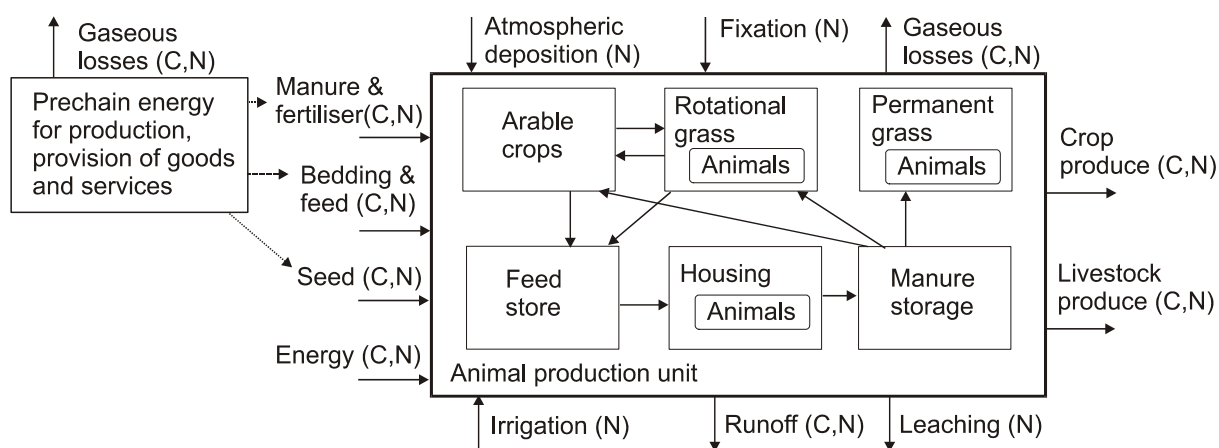 Gaseous
losses (C,N)
Prechain energy
for production,
provision of goods
and services
Manure &
fertiliser(C,N)
Bedding &
feed (C,N)
Seed (C,N)
Energy (C,N)
Atmospheric
deposition (N)
Fixation (N)
Gaseous
losses (C,N)
Arable
crops
Rotational
grass
Animals
Permanent
grass
Animals
Feed
store
Housing
Animals
Manure
storage
Animal production unit
Crop
produce (C,N)
Livestock
produce (C,N)
Irrigation (N)
Runoff (C,N)
Leaching (N)